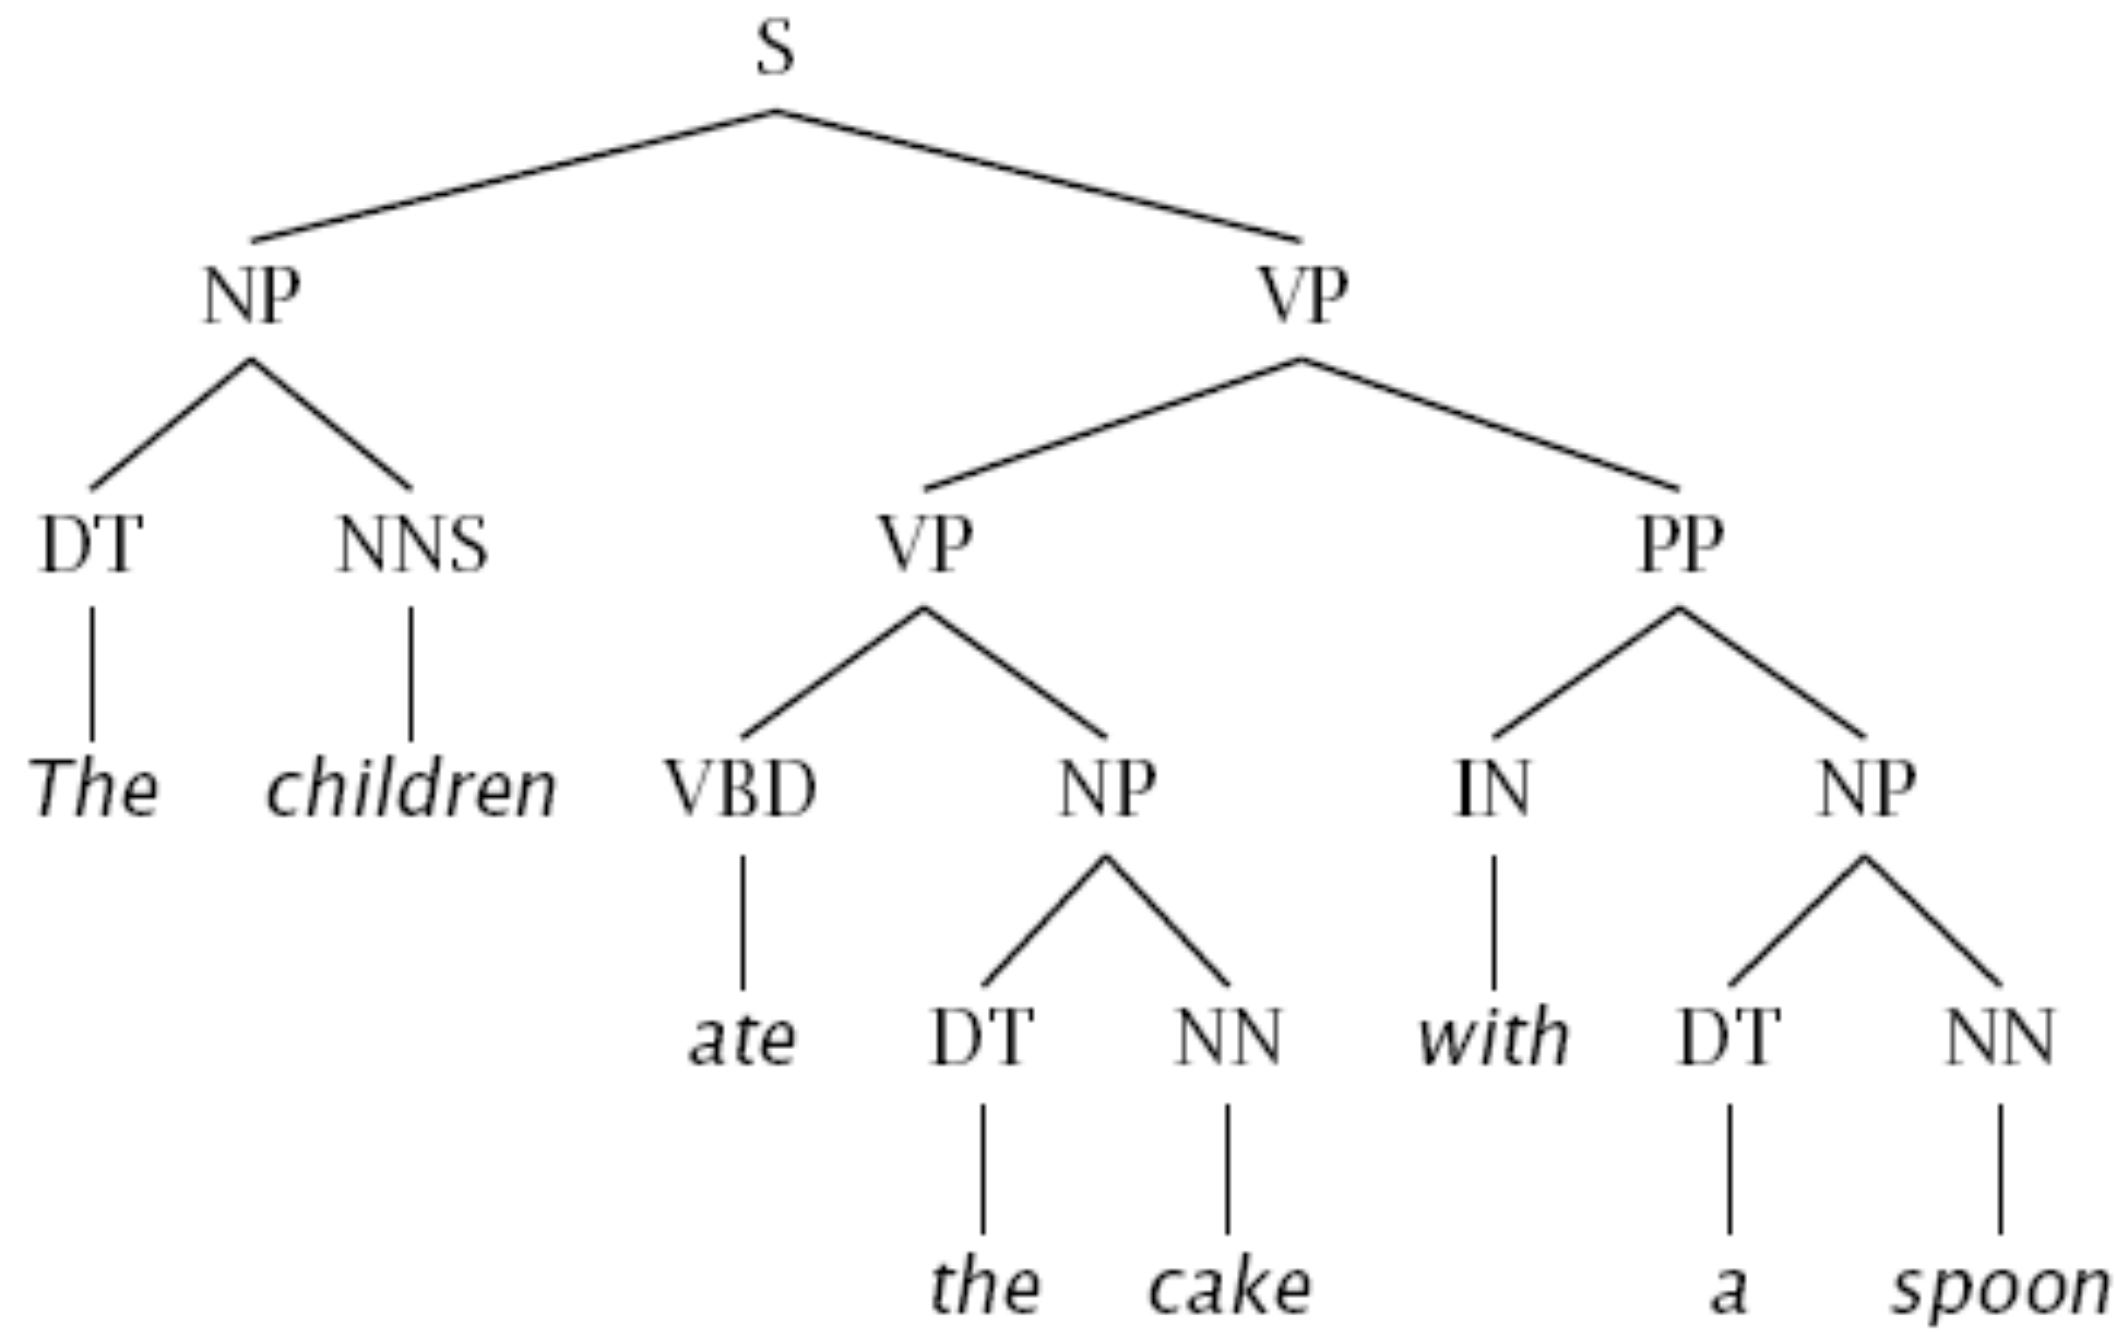 S
NP VP
DT NNS VP PP
The children VBD NP IN NP
ate DT NN with DT NN
the cake a spoon